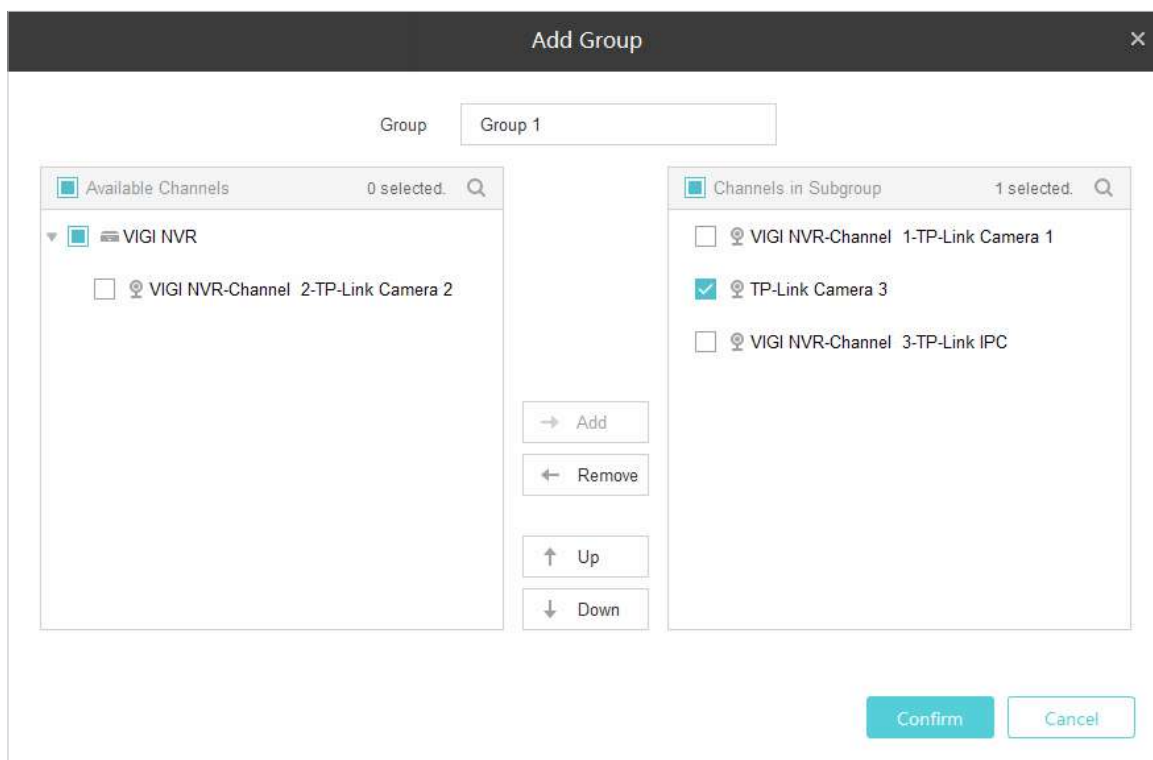 Add Group
Group Group 1
Available Channels 0 selected.
VIGI NVR
VIGI NVR-Channel 2-TP-Link Camera 2
Channels in Subgroup 1 selected.
VIGI NVR-Channel 1-TP-Link Camera 1
TP-Link Camera 3
VIGI NVR-Channel 3-TP-Link IPC
Add
Remove
Up
Down
Confirm Cancel